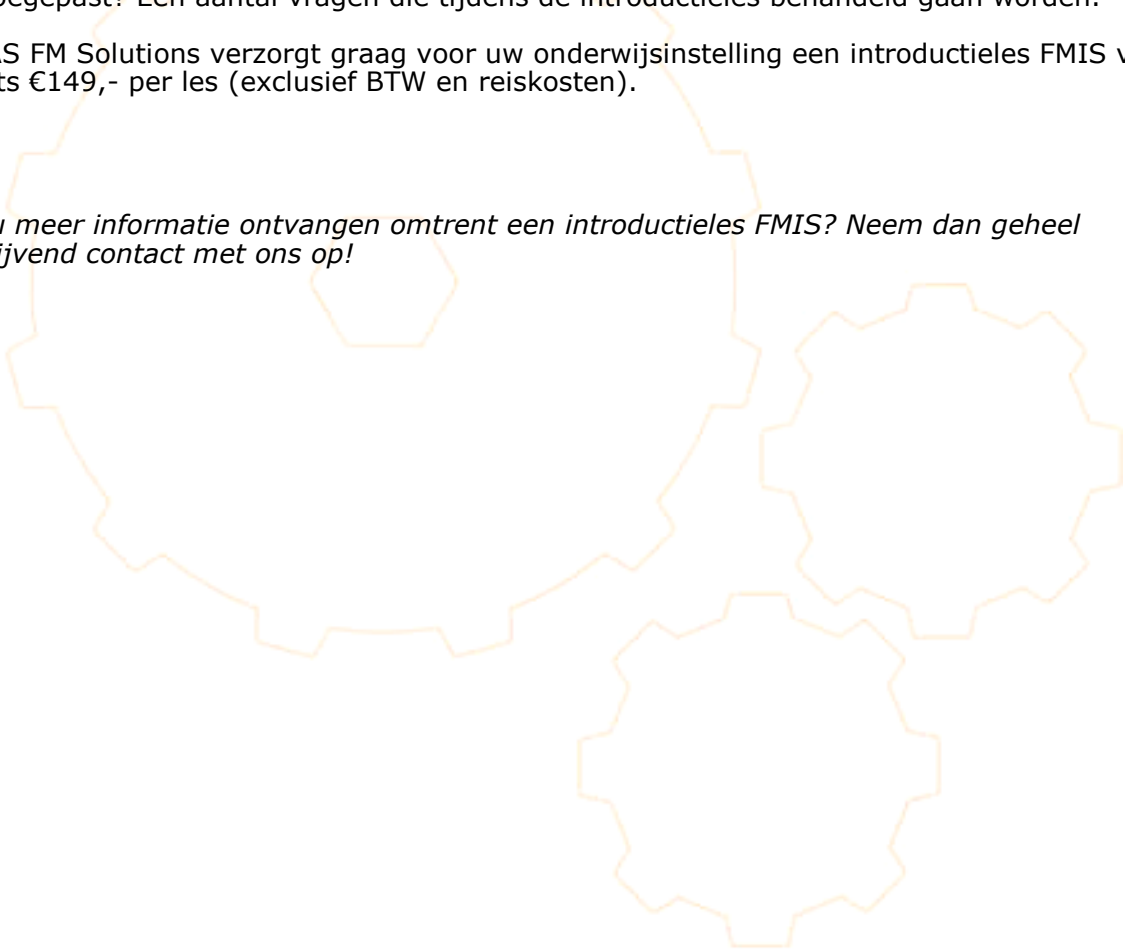 oegepast? Een aantal vragen die tijdens de introductieles behandeld gaan worden.
AS FM Solutions verzorgt graag voor uw onderwijsinstelling een introductieles FMIS v
ts €149,- per les (exclusief BTW en reiskosten).
u meer informatie ontvangen omtrent een introductieles FMIS? Neem dan geheel
ijvend contact met ons op!